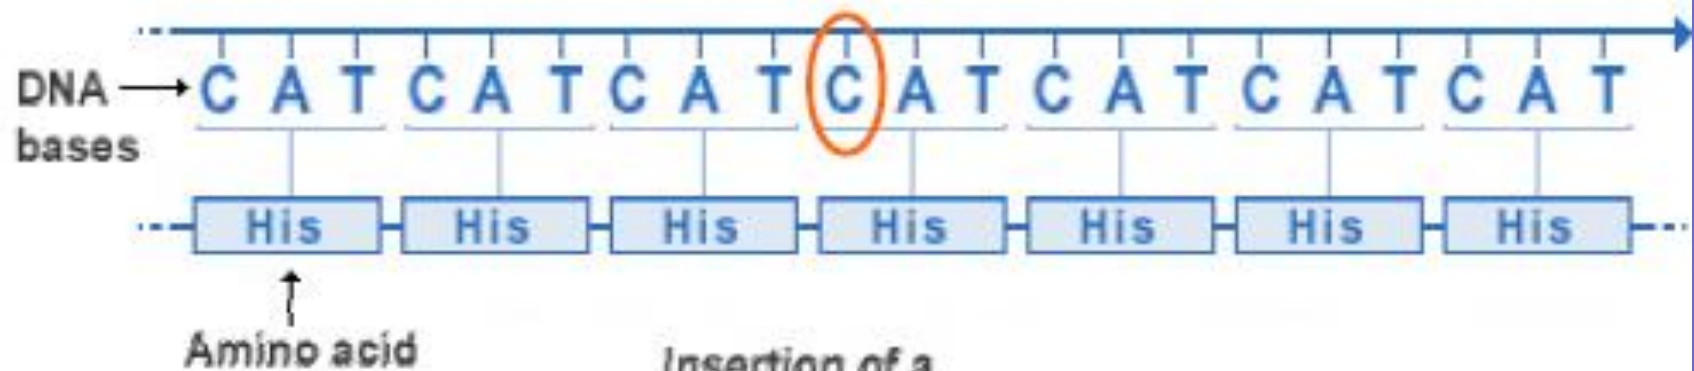 DNA bases
C A T C A T C A T C A T C A T C A T C A T
His His His His His His His
Amino acid
Insertion of a